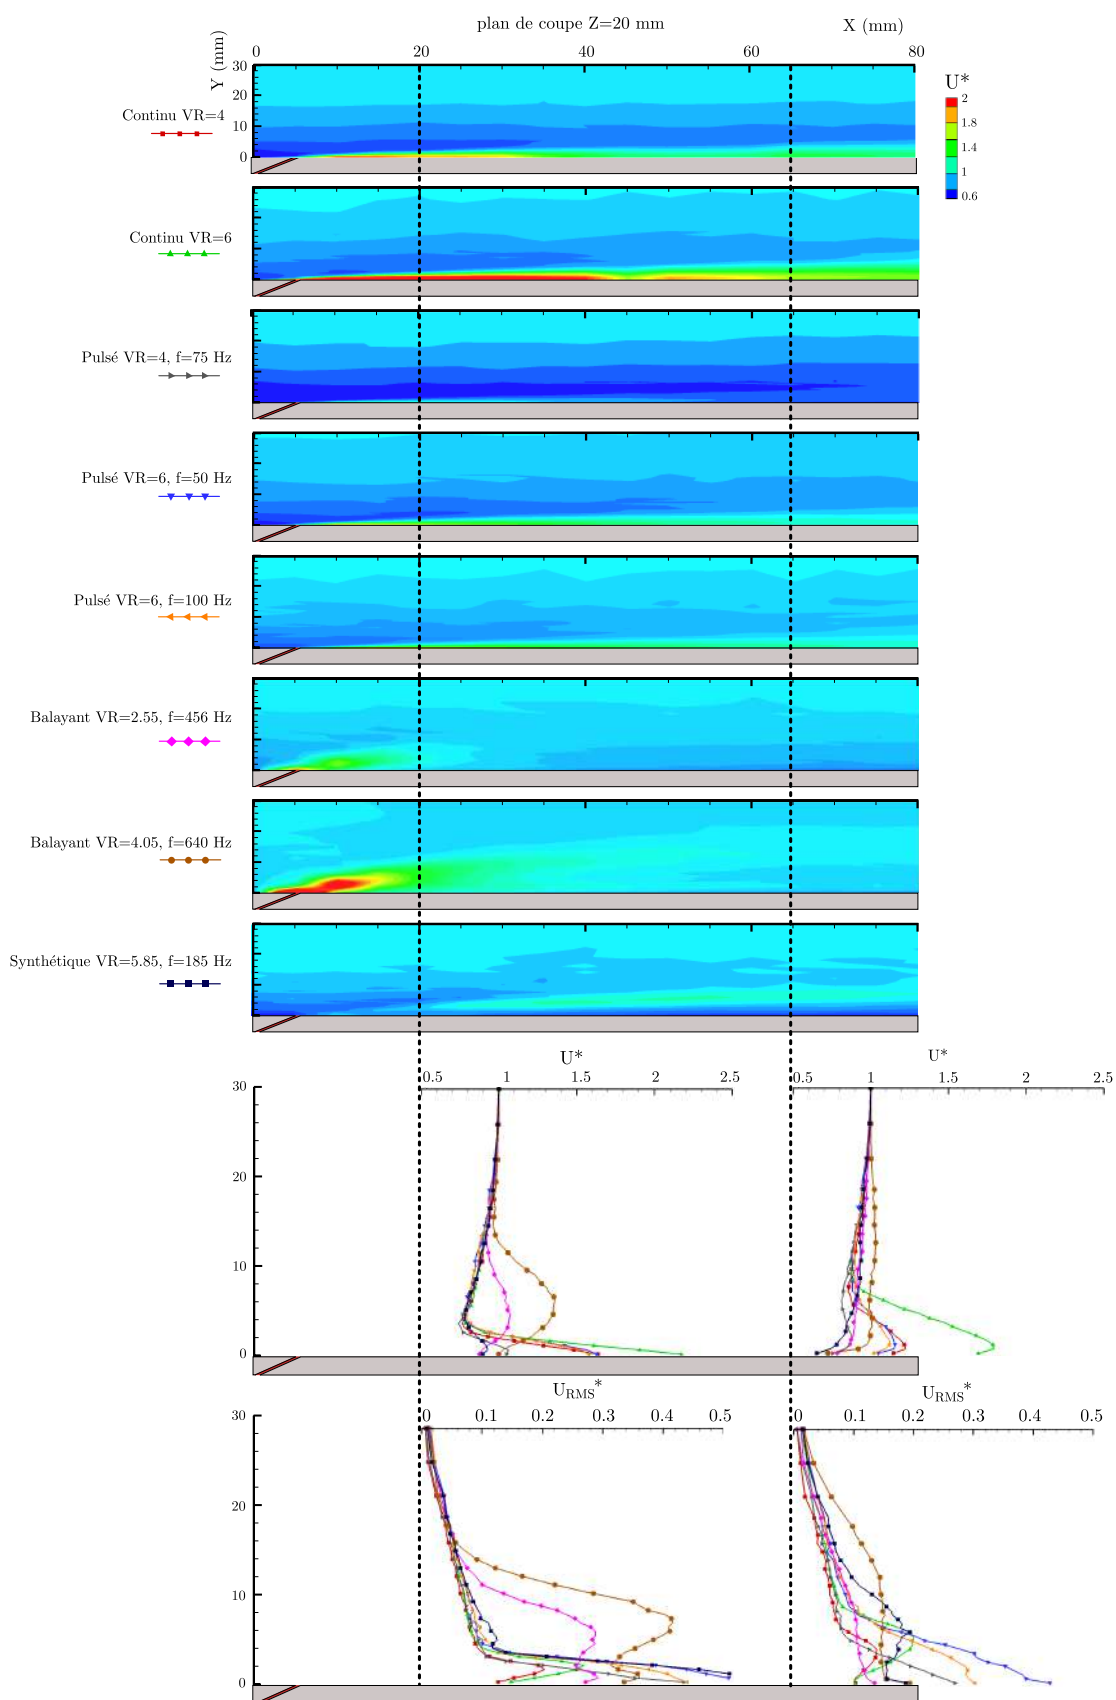 plan de coupe Z=20 mm
X (mm)
0 20 40 60 80
Y (mm)
30
20
10
0
U*
2
1.8
1.4
1
0.6
Continu VR=4
Continu VR=6
Pulsé VR=4, f=75 Hz
Pulsé VR=6, f=50 Hz
Pulsé VR=6, f=100 Hz
Balayant VR=2.55, f=456 Hz
Balayant VR=4.05, f=640 Hz
Synthétique VR=5.85, f=185 Hz
U* U*
0.5 1 1.5 2 2.5 0.5 1 1.5 2 2.5
30
20
10
0
URMS* URMS*
0 0.1 0.2 0.3 0.4 0.5 0 0.1 0.2 0.3 0.4 0.5
30
20
10
0